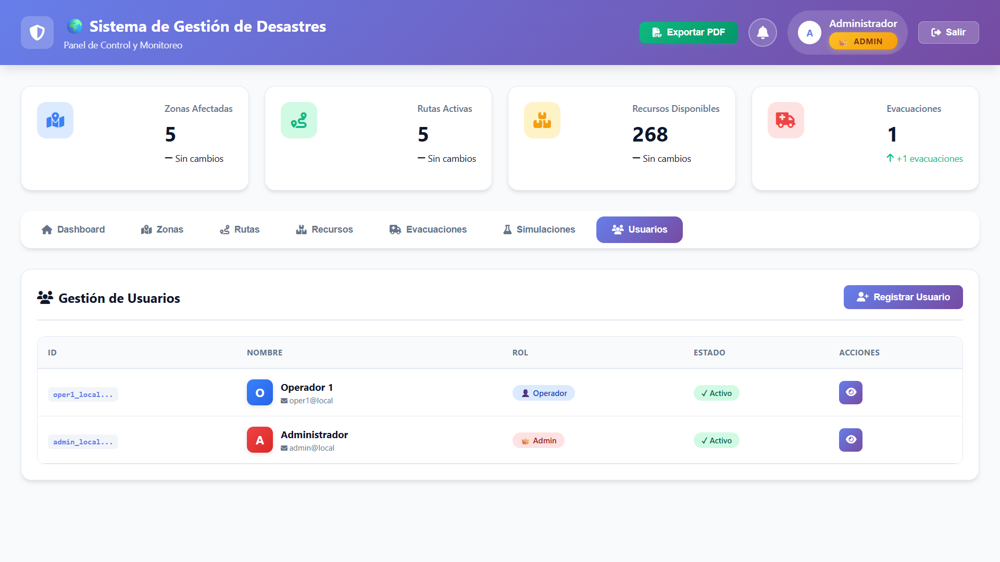 Sistema de Gestión de Desastres
Panel de Control y Monitoreo
PDF Exportar PDF
A
Administrador
ADMIN
Salir
Zonas Afectadas
5
Sin cambios
Rutas Activas
5
Sin cambios
Recursos Disponibles
268
Sin cambios
Evacuaciones
1
+1 evacuaciones
Dashboard
Zonas
Rutas
Recursos
Evacuaciones
Simulaciones
Usuarios
Gestión de Usuarios
Registrar Usuario
ID NOMBRE ROL ESTADO ACCIONES
oper1_local...
O
Operador 1
oper1@local
Operador
✓ Activo
admin_local...
A
Administrador
admin@local
Admin
✓ Activo